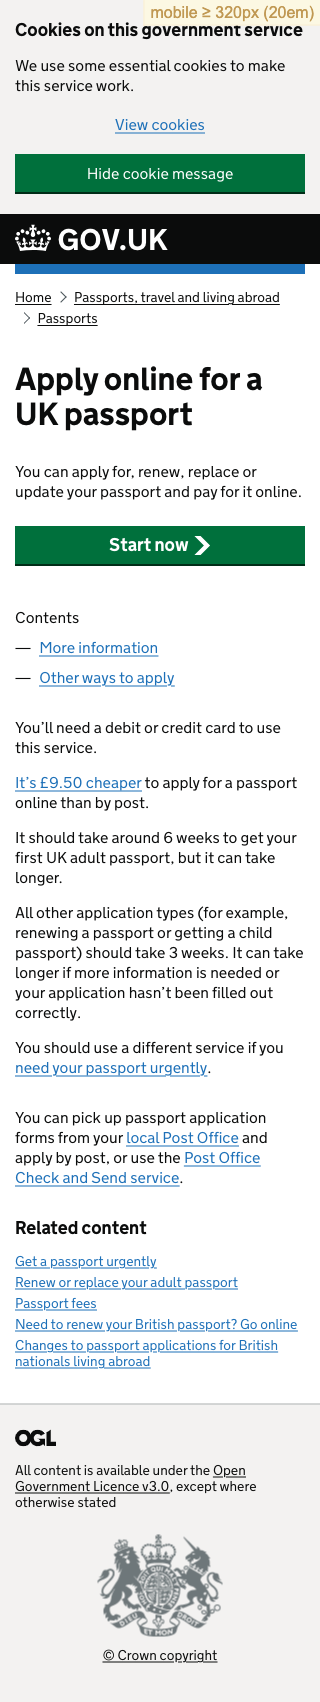 mobile ≥ 320px (20em)
Cookies on this government service
We use some essential cookies to make
this service work.
View cookies
Hide cookie message
GOV.UK
Home
Passports, travel and living abroad
Passports
Apply online for a
UK passport
You can apply for, renew, replace or
update your passport and pay for it online.
Start now
Contents
— More information
— Other ways to apply
You’ll need a debit or credit card to use
this service.
It’s £9.50 cheaper to apply for a passport
online than by post.
It should take around 6 weeks to get your
first UK adult passport, but it can take
longer.
All other application types (for example,
renewing a passport or getting a child
passport) should take 3 weeks. It can take
longer if more information is needed or
your application hasn’t been filled out
correctly.
You should use a different service if you
need your passport urgently.
You can pick up passport application
forms from your local Post Office and
apply by post, or use the Post Office
Check and Send service.
Related content
Get a passport urgently
Renew or replace your adult passport
Passport fees
Need to renew your British passport? Go online
Changes to passport applications for British
nationals living abroad
OGL
All content is available under the Open
Government Licence v3.0, except where
otherwise stated
DIEU ET MON
© Crown copyright